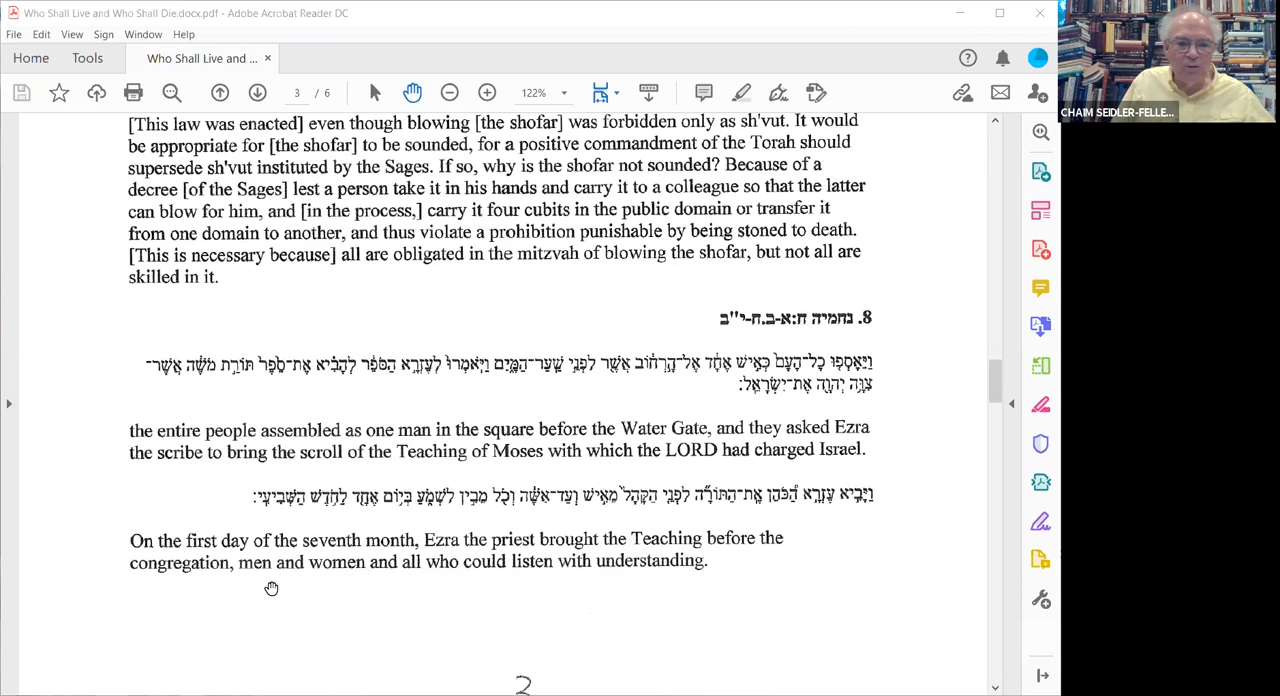 Who Shall Live and Who Shall Die.docx.pdf - Adobe Acrobat Reader DC
File Edit View Sign Window Help
Home Tools Who Shall Live and ... ×
3 / 6 122%
CHAIM SEIDLER-FELLE...
[This law was enacted] even though blowing [the shofar] was forbidden only as sh'vut. It would
be appropriate for [the shofar] to be sounded, for a positive commandment of the Torah should
supersede sh'vut instituted by the Sages. If so, why is the shofar not sounded? Because of a
decree [of the Sages] lest a person take it in his hands and carry it to a colleague so that the latter
can blow for him, and [in the process,] carry it four cubits in the public domain or transfer it
from one domain to another, and thus violate a prohibition punishable by being stoned to death.
[This is necessary because] all are obligated in the mitzvah of blowing the shofar, but not all are
skilled in it.
8. נחמיה ח:א-ב.ח-י"ב
וַיֵּאָסְפ֤וּ כׇל־הָעָם֙ כְּאִ֣ישׁ אֶחָ֔ד אֶל־הָ֣רְח֔וֹב אֲשֶׁ֖ר לִפְנֵ֣י שַֽׁעַר־הַמָּ֑יִם וַיֹּֽאמְרוּ֙ לְעֶזְרָ֣א הַסֹּפֵ֔ר לְהָבִ֗יא אֶת־סֵ֙פֶר֙ תּוֹרַ֣ת מֹשֶׁ֔ה אֲשֶׁר־
צִוָּ֥ה יְהֹוָ֖ה אֶת־יִשְׂרָאֵֽל׃
the entire people assembled as one man in the square before the Water Gate, and they asked Ezra
the scribe to bring the scroll of the Teaching of Moses with which the LORD had charged Israel.
וַיָּבִ֣יא עֶזְרָ֣א הַ֠כֹּהֵ֠ן אֶֽת־הַתּוֹרָ֞ה לִפְנֵ֤י הַקָּהָל֙ מֵאִ֣ישׁ וְעַד־אִשָּׁ֔ה וְכֹ֖ל מֵבִ֣ין לִשְׁמֹ֑עַ בְּי֥וֹם אֶחָ֖ד לַחֹ֥דֶשׁ הַשְּׁבִיעִֽי׃
On the first day of the seventh month, Ezra the priest brought the Teaching before the
congregation, men and women and all who could listen with understanding.